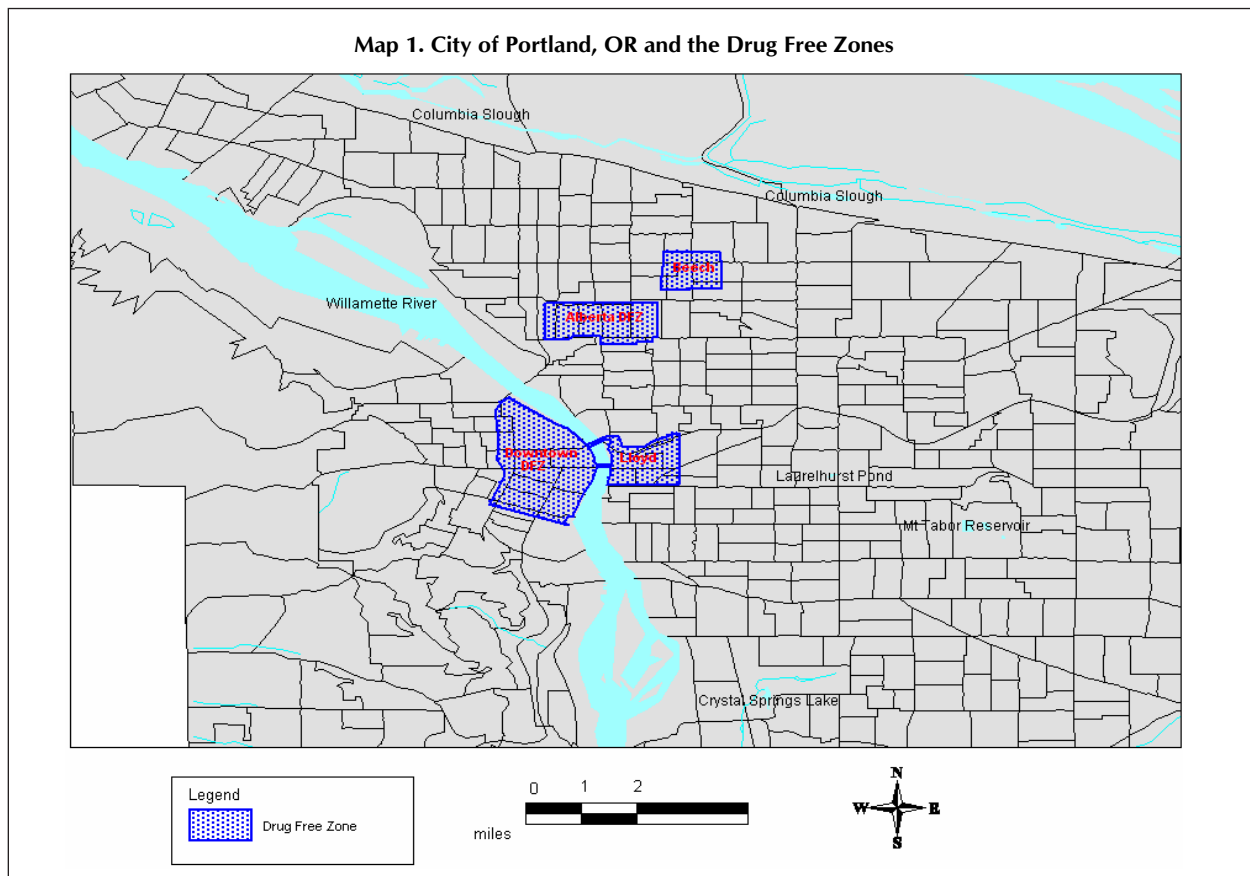 Map 1. City of Portland, OR and the Drug Free Zones
Columbia Slough
Columbia Slough
Beech
Willamette River
Alberta DFZ
Downtown
DFZ
Lloyd
Laurelhurst Pond
Mt Tabor Reservoir
Crystal Springs Lake
Legend
Drug Free Zone
0 1 2
miles
N
W E
S